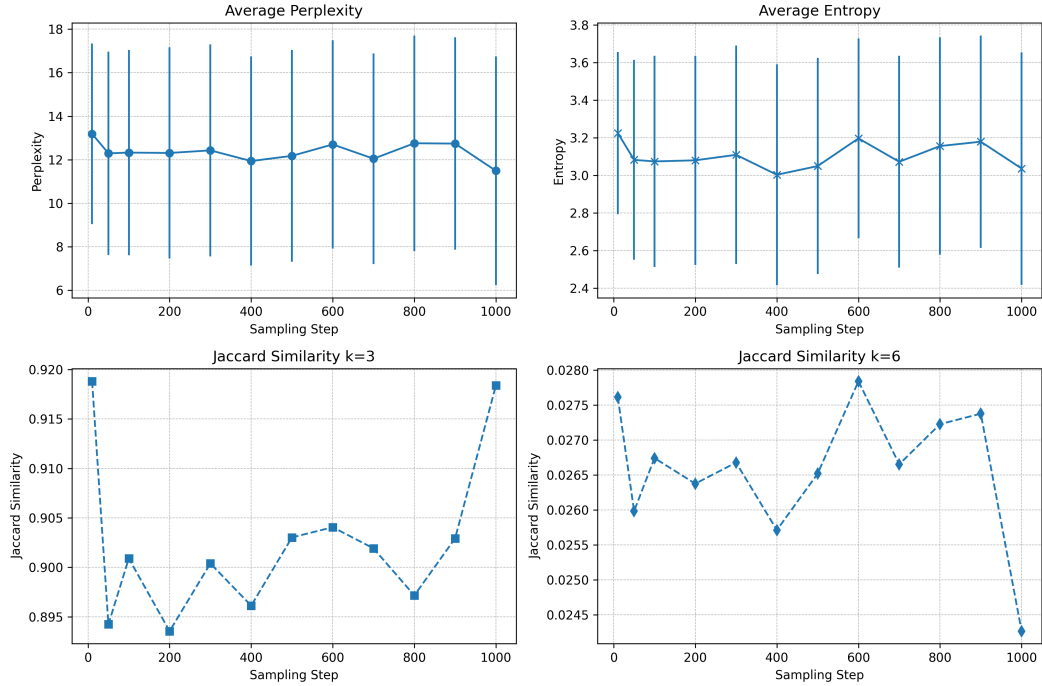 Average Perplexity
18
16
14
12
10
8
6
Perplexity
0 200 400 600 800 1000
Sampling Step
Average Entropy
3.8
3.6
3.4
3.2
3.0
2.8
2.6
2.4
Entropy
0 200 400 600 800 1000
Sampling Step
Jaccard Similarity k=3
0.920
0.915
0.910
0.905
0.900
0.895
Jaccard Similarity
0 200 400 600 800 1000
Sampling Step
Jaccard Similarity k=6
0.0280
0.0275
0.0270
0.0265
0.0260
0.0255
0.0250
0.0245
Jaccard Similarity
0 200 400 600 800 1000
Sampling Step